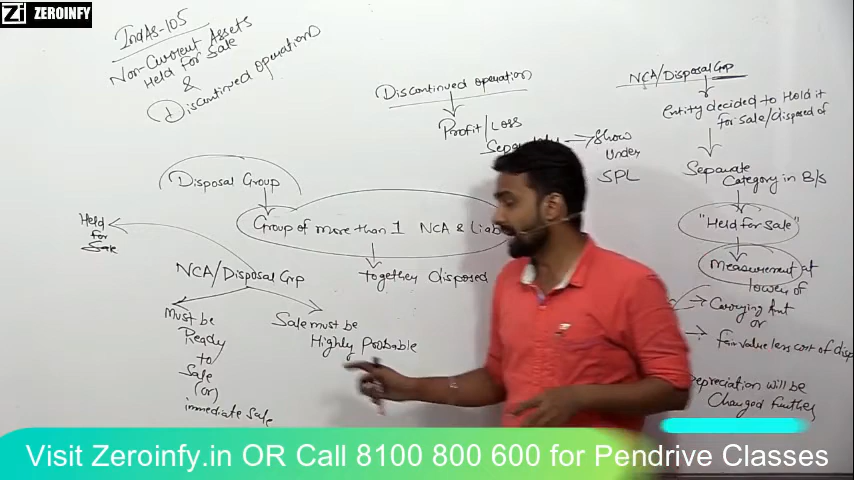 Zi ZEROINFY
IndAs-105
Non-Current Assets
Held For Sale
&
Discontinued operation
Discontinued operation
Profit/Loss
Separately
Show
Under
SPL
NCA/Disposal Grp
Entity decided to Hold it
for sale/disposed of
Separate
Category in B/S
"Held for Sale"
Measurement at
lower of
Carrying Amt
or
fair value less cost of disp
Depreciation will be
Changed further
Disposal Group
Group of more than 1 NCA & Liab
together disposed
Held
For
Sale
NCA/Disposal Grp
Must be
Ready
to
Sale
(or)
immediate Sale
Sale must be
Highly Probable
Visit Zeroinfy.in OR Call 8100 800 600 for Pendrive Classes